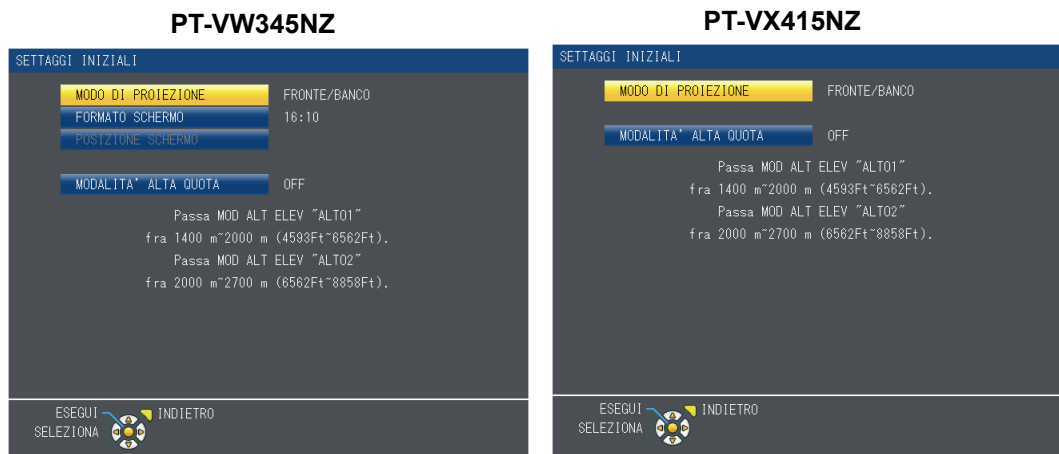 PT-VW345NZ
SETTAGGI INIZIALI
MODO DI PROIEZIONE FRONTE/BANCO
FORMATO SCHERMO 16:10
POSIZIONE SCHERMO
MODALITA' ALTA QUOTA OFF
Passa MOD ALT ELEV "ALTO1"
fra 1400 m~2000 m (4593Ft~6562Ft).
Passa MOD ALT ELEV "ALTO2"
fra 2000 m~2700 m (6562Ft~8858Ft).
ESEGUI INDIETRO
SELEZIONA
PT-VX415NZ
SETTAGGI INIZIALI
MODO DI PROIEZIONE FRONTE/BANCO
MODALITA' ALTA QUOTA OFF
Passa MOD ALT ELEV "ALTO1"
fra 1400 m~2000 m (4593Ft~6562Ft).
Passa MOD ALT ELEV "ALTO2"
fra 2000 m~2700 m (6562Ft~8858Ft).
ESEGUI INDIETRO
SELEZIONA